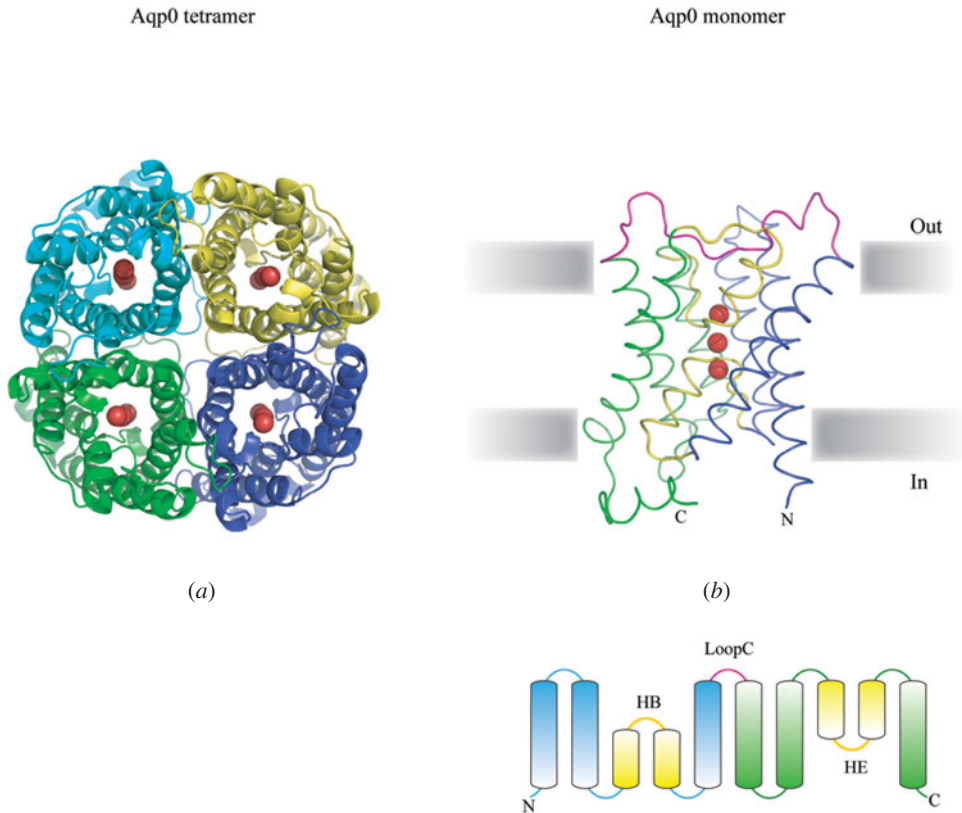 Aqp0 tetramer
Aqp0 monomer
Out
In
C
N
(a)
(b)
LoopC
HB
HE
N
C